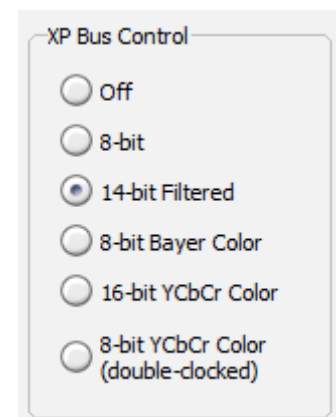 XP Bus Control
Off
8-bit
14-bit Filtered
8-bit Bayer Color
16-bit YCbCr Color
8-bit YCbCr Color
(double-clocked)